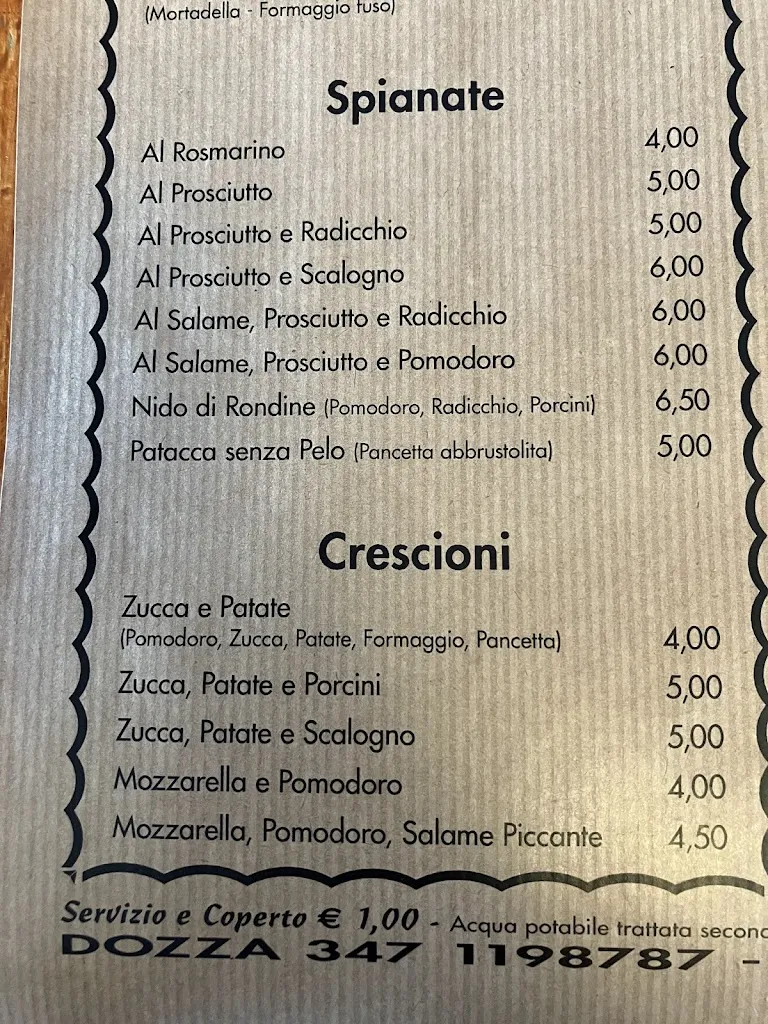 (Mortadella - Formaggio fuso)
Spianate
Al Rosmarino 4,00
Al Prosciutto 5,00
Al Prosciutto e Radicchio 5,00
Al Prosciutto e Scalogno 6,00
Al Salame, Prosciutto e Radicchio 6,00
Al Salame, Prosciutto e Pomodoro 6,00
Nido di Rondine (Pomodoro, Radicchio, Porcini) 6,50
Patacca senza Pelo (Pancetta abbrustolita) 5,00
Crescioni
Zucca e Patate
(Pomodoro, Zucca, Patate, Formaggio, Pancetta) 4,00
Zucca, Patate e Porcini 5,00
Zucca, Patate e Scalogno 5,00
Mozzarella e Pomodoro 4,00
Mozzarella, Pomodoro, Salame Piccante 4,50
Servizio e Coperto € 1,00 - Acqua potabile trattata second
DOZZA 347 1198787 -